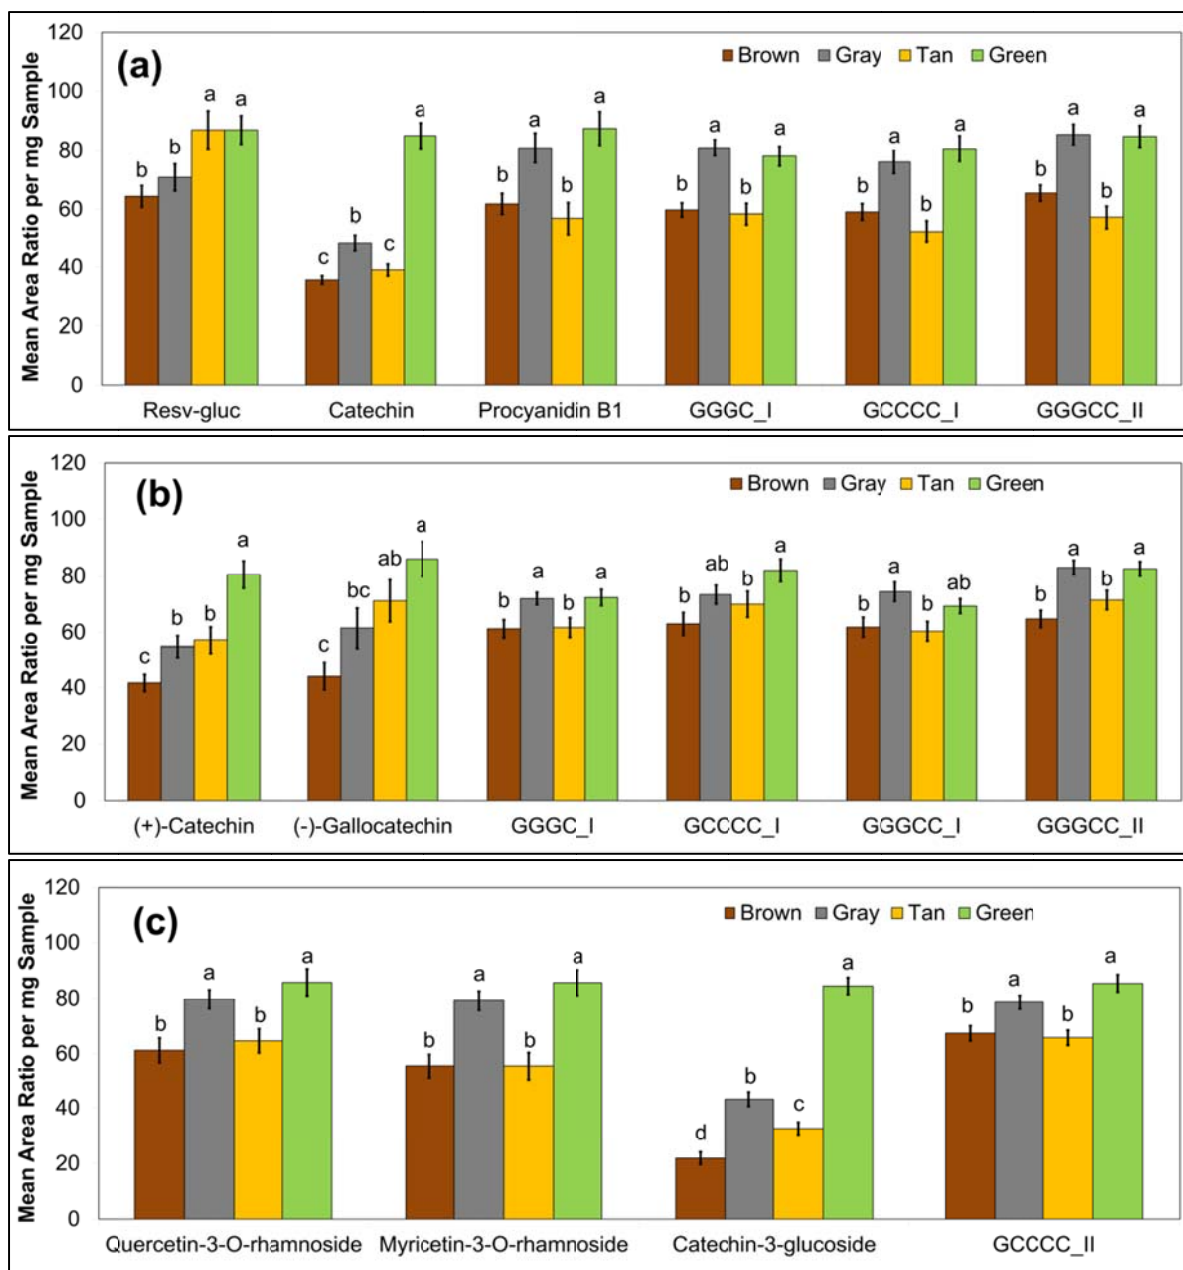 120
(a)
Brown Gray Tan Green
100
80
60
40
20
0
Mean Area Ratio per mg Sample
b b a a
c b c a
b a b a
b a b a
b a b a
b a b a
Resv-gluc Catechin Procyanidin B1 GGGC_I GCCCC_I GGGCC_II
120
(b)
Brown Gray Tan Green
100
80
60
40
20
0
Mean Area Ratio per mg Sample
c b b a
c bc ab a
b a b a
b ab b a
b a b ab
b a b a
(+)-Catechin (-)-Gallocatechin GGGC_I GCCCC_I GGGCC_I GGGCC_II
120
(c)
Brown Gray Tan Green
100
80
60
40
20
0
Mean Area Ratio per mg Sample
b a b a
b a b a
d b c a
b a b a
Quercetin-3-O-rhamnoside Myricetin-3-O-rhamnoside Catechin-3-glucoside GCCCC_II